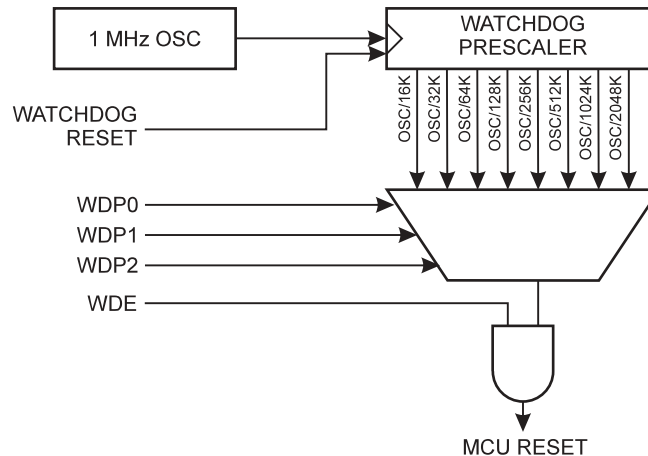 1 MHz OSC
WATCHDOG
PRESCALER
WATCHDOG
RESET
OSC/16K
OSC/32K
OSC/64K
OSC/128K
OSC/256K
OSC/512K
OSC/1024K
OSC/2048K
WDP0
WDP1
WDP2
WDE
MCU RESET